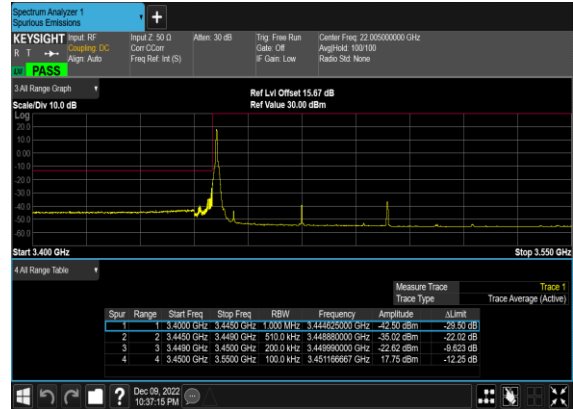 Spectrum Analyzer 1
Spurious Emissions
KEYSIGHT Input: RF Input Z: 50 Ω Atten: 30 dB Trig: Free Run Center Freq: 22.005000000 GHz
R T Coupling: DC Corr CCorr Gate: Off Avg|Hold: 100/100
Align: Auto Freq Ref: Int (S) IF Gain: Low Radio Std: None
PASS
3 All Range Graph
Ref Lvl Offset 15.67 dB
Scale/Div 10.0 dB Ref Value 30.00 dBm
Log
20.0
10.0
0.00
-10.0
-20.0
-30.0
-40.0
-50.0
-60.0
Start 3.400 GHz Stop 3.550 GHz
4 All Range Table
Measure Trace Trace 1
Trace Type Trace Average (Active)
Spur Range Start Freq Stop Freq RBW Frequency Amplitude ΔLimit
1 1 3.4000 GHz 3.4450 GHz 1.000 MHz 3.444625000 GHz -42.50 dBm -29.50 dB
2 2 3.4450 GHz 3.4490 GHz 510.0 kHz 3.448880000 GHz -35.02 dBm -22.02 dB
3 3 3.4490 GHz 3.4500 GHz 200.0 kHz 3.449990000 GHz -22.62 dBm -9.623 dB
4 4 3.4500 GHz 3.5500 GHz 100.0 kHz 3.451166667 GHz 17.75 dBm -12.25 dB
? Dec 09, 2022
10:37:15 PM